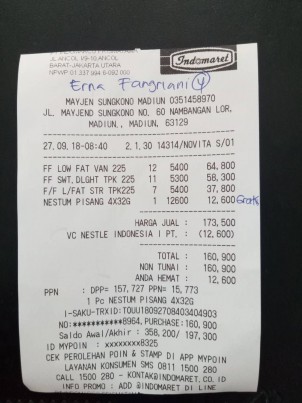 Indomaret
JL ANCOL I/9-10,ANCOL
BARAT-JAKARTA UTARA
NPWP 01 337 994 6-092 000
Erna Fangriani 4
MAYJEN SUNGKONO MADIUN 0351458970
JL. MAYJEND SUNGKONO NO, 60 NAMBANGAN LOR,
MADIUN,, MADIUN, 63129
27.09.18-08:40 2.1.30 14314/NOVITA S/01
FF LOW FAT VAN 225 12 5400 64,800
FF SWT,DLGHT TPK 225 11 5300 58,300
F/F L/FAT STR TPK225 7 5400 37,800
NESTUM PISANG 4X32G 1 12600 12,600 Gratis
HARGA JUAL : 173,500
VC NESTLE INDONESIA I PT. : (12,600)
TOTAL : 160,900
NON TUNAI : 160,900
ANDA HEMAT : 12,600
PPN : DPP= 157,727 PPN= 15,773
1 Pc NESTUM PISANG 4X32G
I-SAKU-TRXID:TOUU18092708403404903
NO:***********8964,PURCHASE:160,900
Saldo Awal/Akhir : 358,200/ 197,300
ID MYPOIN : xxxxxxxx8325
CEK PEROLEHAN POIN & STAMP DI APP MYPOIN
LAYANAN KONSUMEN SMS 0811 1500 280
CALL 1500 280 - KONTAK@INDOMARET.CO.ID
INFO PROMO : ADD @INDOMARET DI LINE